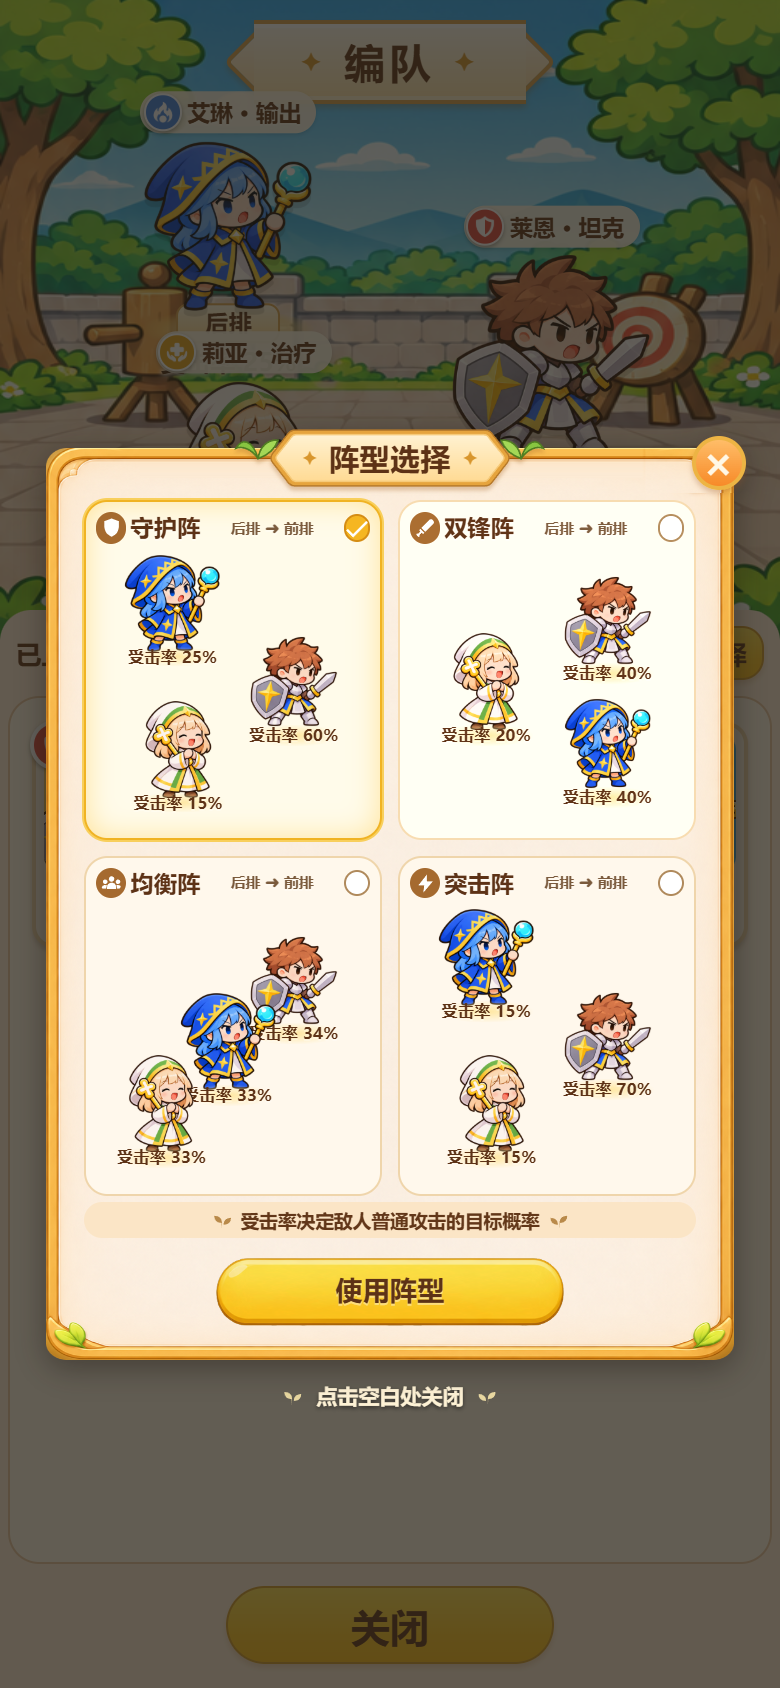 编队
艾琳·输出
莱恩·坦克
后排
莉亚·治疗
阵型选择
守护阵 后排 → 前排
受击率 25%
受击率 60%
受击率 15%
双锋阵 后排 → 前排
受击率 40%
受击率 20%
受击率 40%
均衡阵 后排 → 前排
击率 34%
受击率 33%
受击率 33%
突击阵 后排 → 前排
受击率 15%
受击率 70%
受击率 15%
受击率决定敌人普通攻击的目标概率
使用阵型
点击空白处关闭
关闭